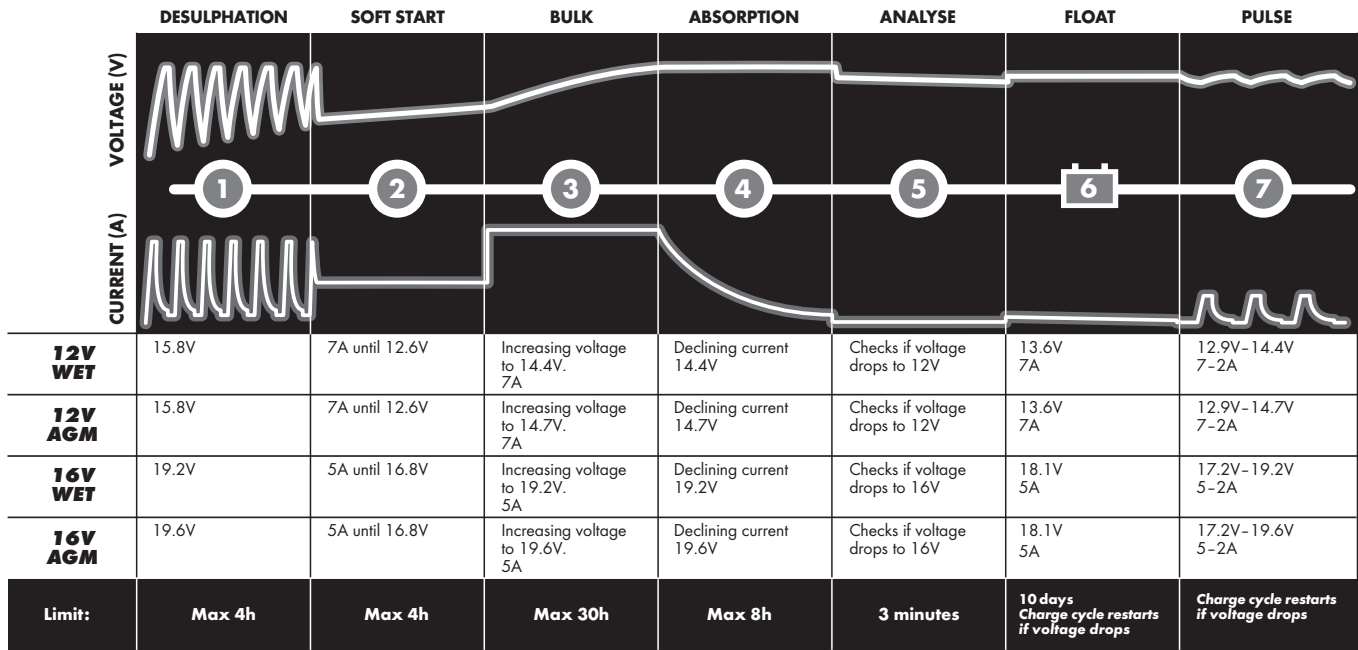 DESULPHATION SOFT START BULK ABSORPTION ANALYSE FLOAT PULSE
VOLTAGE (V)
1 2 3 4 5 6 7
CURRENT (A)
12V WET
15.8V
7A until 12.6V
Increasing voltage
to 14.4V.
7A
Declining current
14.4V
Checks if voltage
drops to 12V
13.6V
7A
12.9V–14.4V
7–2A
12V AGM
15.8V
7A until 12.6V
Increasing voltage
to 14.7V.
7A
Declining current
14.7V
Checks if voltage
drops to 12V
13.6V
7A
12.9V–14.7V
7–2A
16V WET
19.2V
5A until 16.8V
Increasing voltage
to 19.2V.
5A
Declining current
19.2V
Checks if voltage
drops to 16V
18.1V
5A
17.2V–19.2V
5–2A
16V AGM
19.6V
5A until 16.8V
Increasing voltage
to 19.6V.
5A
Declining current
19.6V
Checks if voltage
drops to 16V
18.1V
5A
17.2V–19.6V
5–2A
Limit:
Max 4h
Max 4h
Max 30h
Max 8h
3 minutes
10 days
Charge cycle restarts
if voltage drops
Charge cycle restarts
if voltage drops